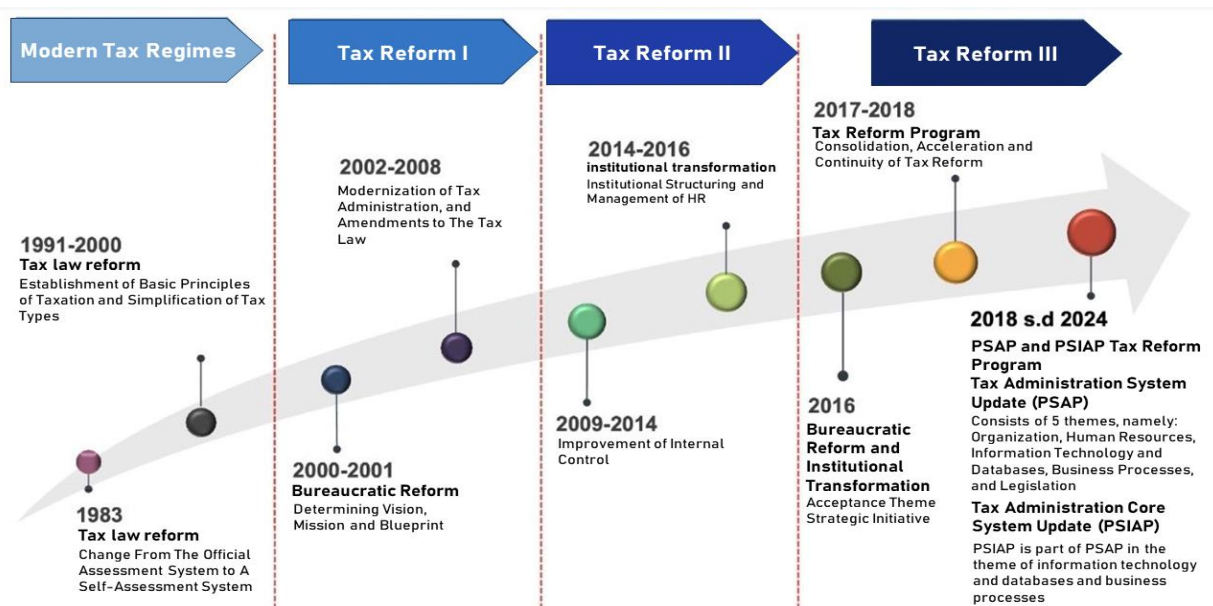 Modern Tax Regimes
Tax Reform I
Tax Reform II
Tax Reform III
1991-2000
Tax law reform
Establishment of Basic Principles
of Taxation and Simplification of Tax
Types
1983
Tax law reform
Change From The Official
Assessment System to A
Self-Assessment System
2002-2008
Modernization of Tax
Administration, and
Amendments to The Tax
Law
2000-2001
Bureaucratic Reform
Determining Vision,
Mission and Blueprint
2014-2016
institutional transformation
Institutional Structuring and
Management of HR
2009-2014
Improvement of Internal
Control
2017-2018
Tax Reform Program
Consolidation, Acceleration and
Continuity of Tax Reform
2016
Bureaucratic
Reform and
Institutional
Transformation
Acceptance Theme
Strategic Initiative
2018 s.d 2024
PSAP and PSIAP Tax Reform
Program
Tax Administration System
Update (PSAP)
Consists of 5 themes, namely:
Organization, Human Resources,
Information Technology and
Databases, Business Processes,
and Legislation
Tax Administration Core
System Update (PSIAP)
PSIAP is part of PSAP in the
theme of information technology
and databases and business
processes